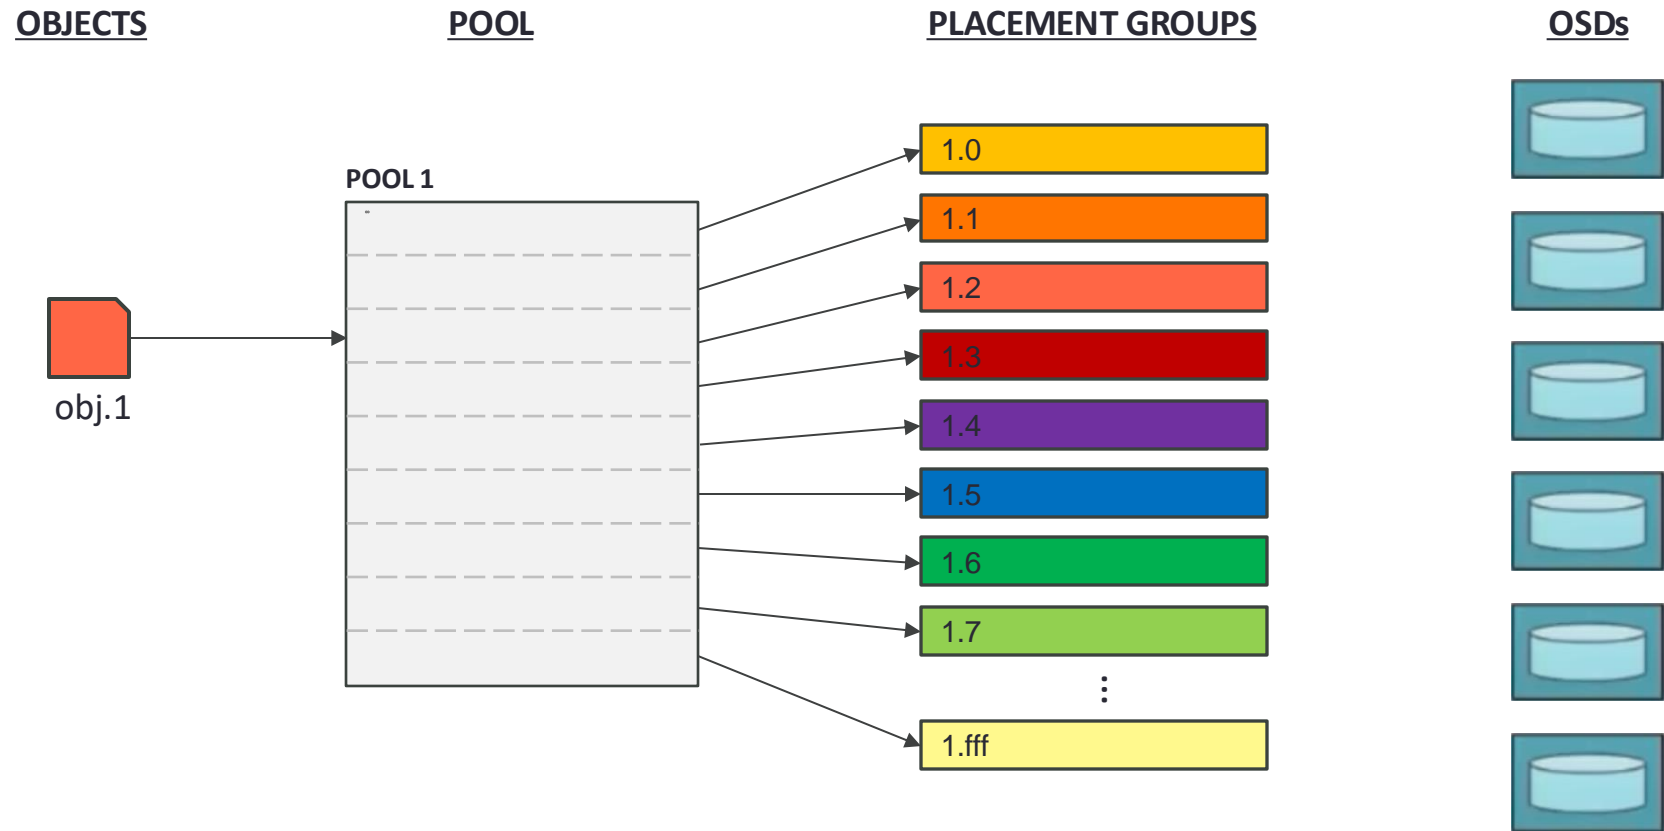 OBJECTS
POOL
PLACEMENT GROUPS
OSDs
POOL 1
obj.1
1.0
1.1
1.2
1.3
1.4
1.5
1.6
1.7
⋮
1.fff